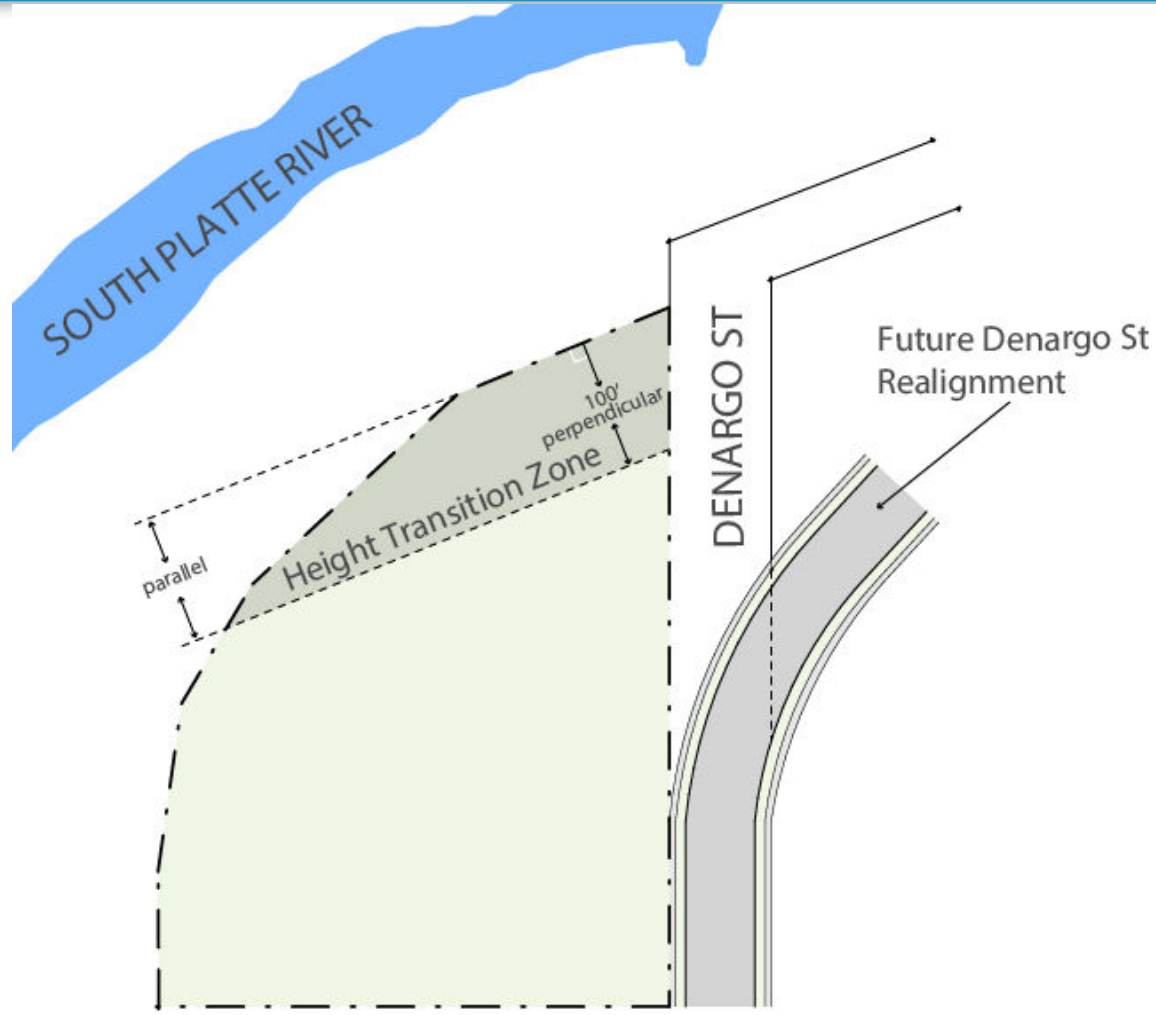 SOUTH PLATTE RIVER
DENARGO ST
Future Denargo St
Realignment
100'
perpendicular
Height Transition Zone
parallel